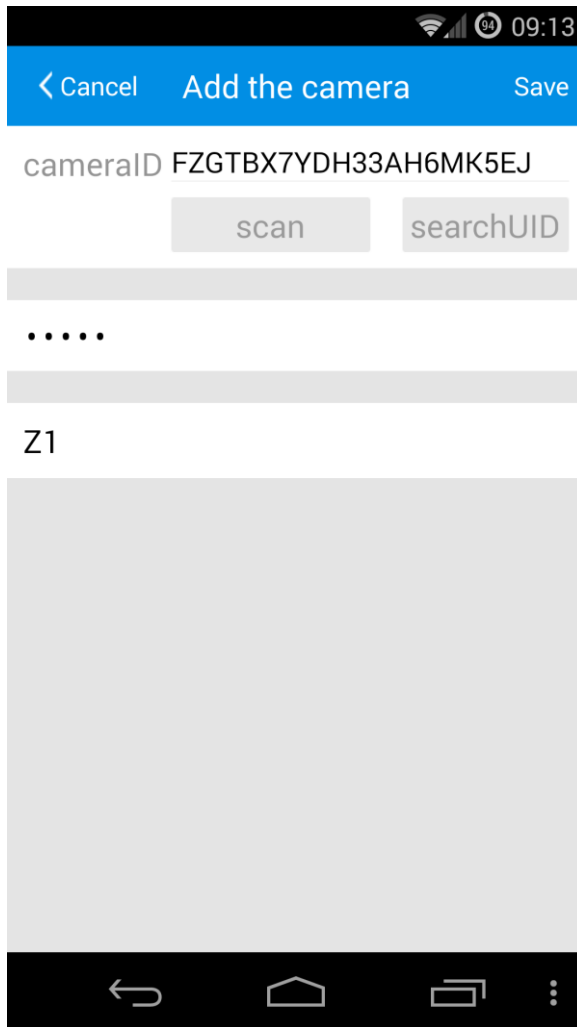 94 09:13
Cancel Add the camera Save
cameraID FZGTBX7YDH33AH6MK5EJ
scan searchUID
•••••
Z1